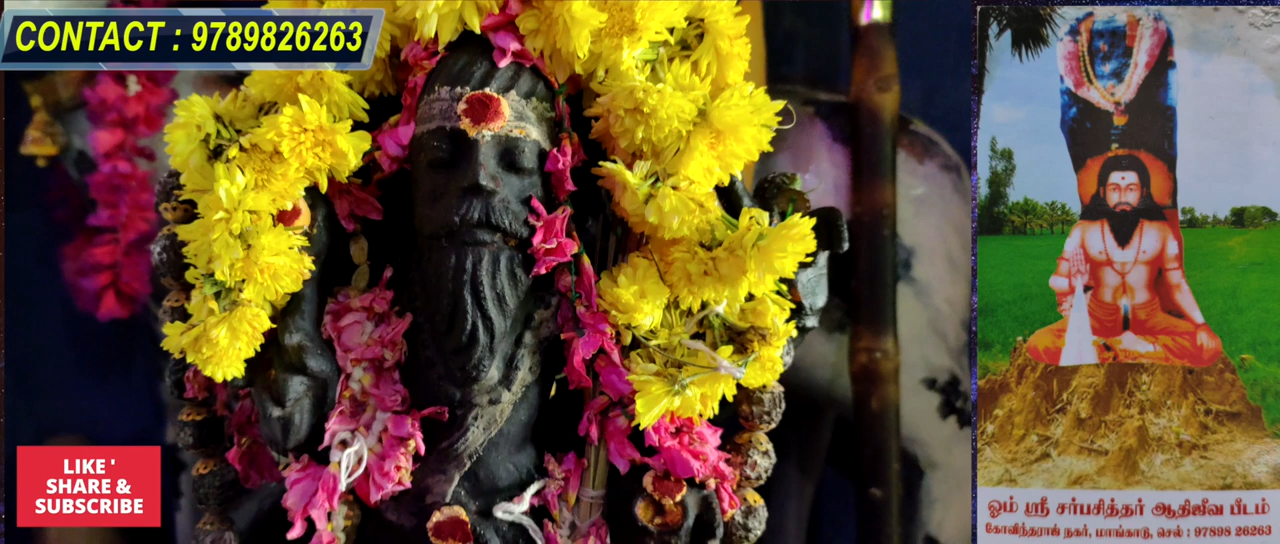 CONTACT : 9789826263
LIKE '
SHARE &
SUBSCRIBE
ஓம் ஸ்ரீ சர்பசித்தர் ஆதிஜீவ பீடம்
கோவிந்தராஜ் நகர், மாங்காடு, செல் : 97898 26263